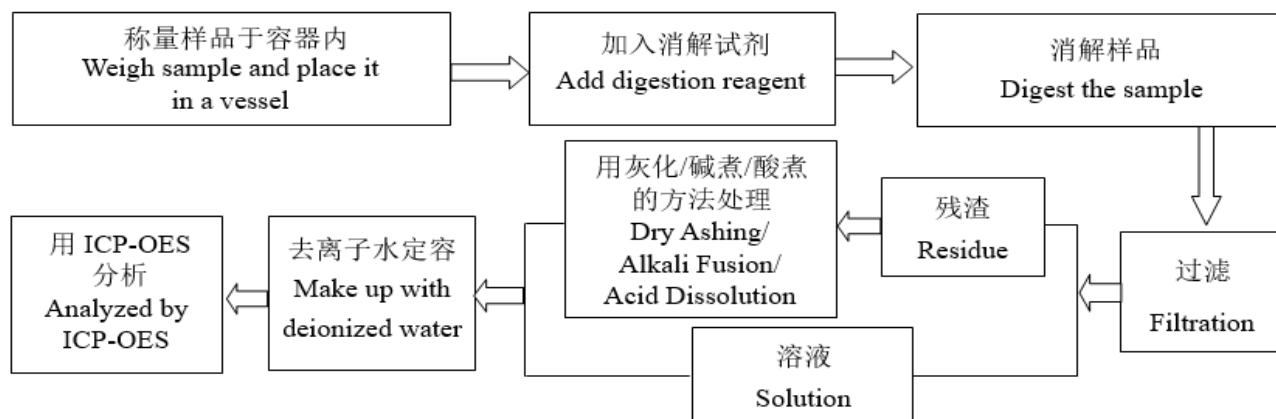 称量样品于容器内
Weigh sample and place it
in a vessel
加入消解试剂
Add digestion reagent
消解样品
Digest the sample
过滤
Filtration
残渣
Residue
用灰化/碱煮/酸煮
的方法处理
Dry Ashing/
Alkali Fusion/
Acid Dissolution
溶液
Solution
去离子水定容
Make up with
deionized water
用 ICP-OES
分析
Analyzed by
ICP-OES